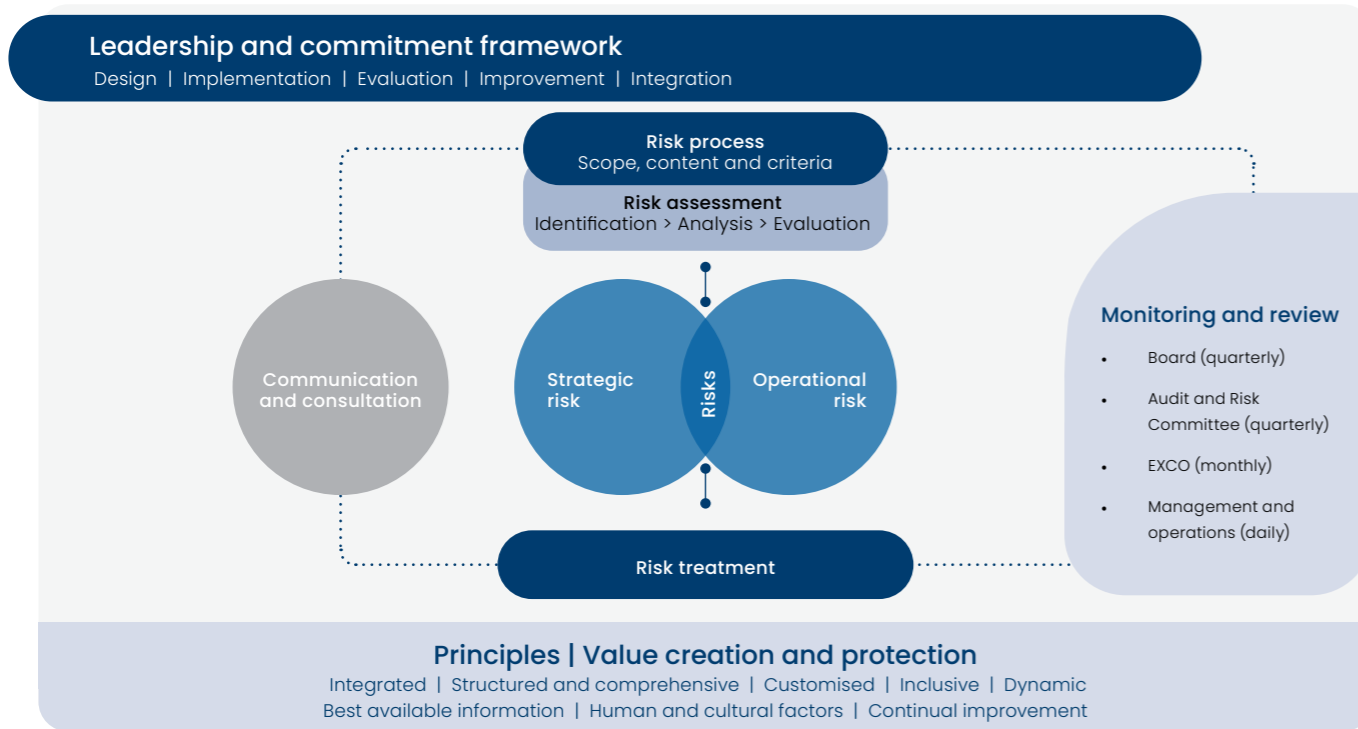 Leadership and commitment framework
Design | Implementation | Evaluation | Improvement | Integration
Risk process
Scope, content and criteria
Risk assessment
Identification > Analysis > Evaluation
Communication
and consultation
Strategic
risk
Risks
Operational
risk
Monitoring and review
• Board (quarterly)
• Audit and Risk
Committee (quarterly)
• EXCO (monthly)
• Management and
operations (daily)
Risk treatment
Principles | Value creation and protection
Integrated | Structured and comprehensive | Customised | Inclusive | Dynamic
Best available information | Human and cultural factors | Continual improvement